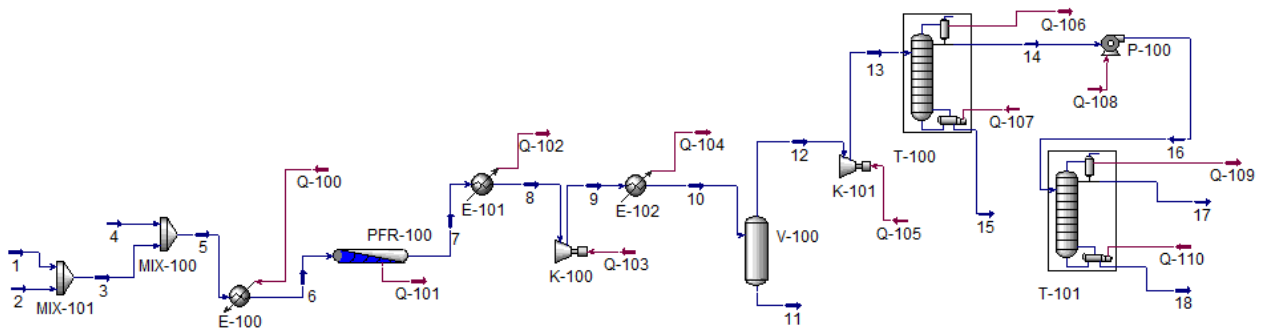 Q-106
13
14
P-100
Q-108
Q-107
T-100
15
16
Q-102
Q-104
12
K-101
Q-105
Q-100
E-101
8
9
E-102
10
Q-109
17
4
5
PFR-100
7
K-100
Q-103
V-100
Q-110
1
MIX-100
3
2
MIX-101
E-100
6
Q-101
11
T-101
18